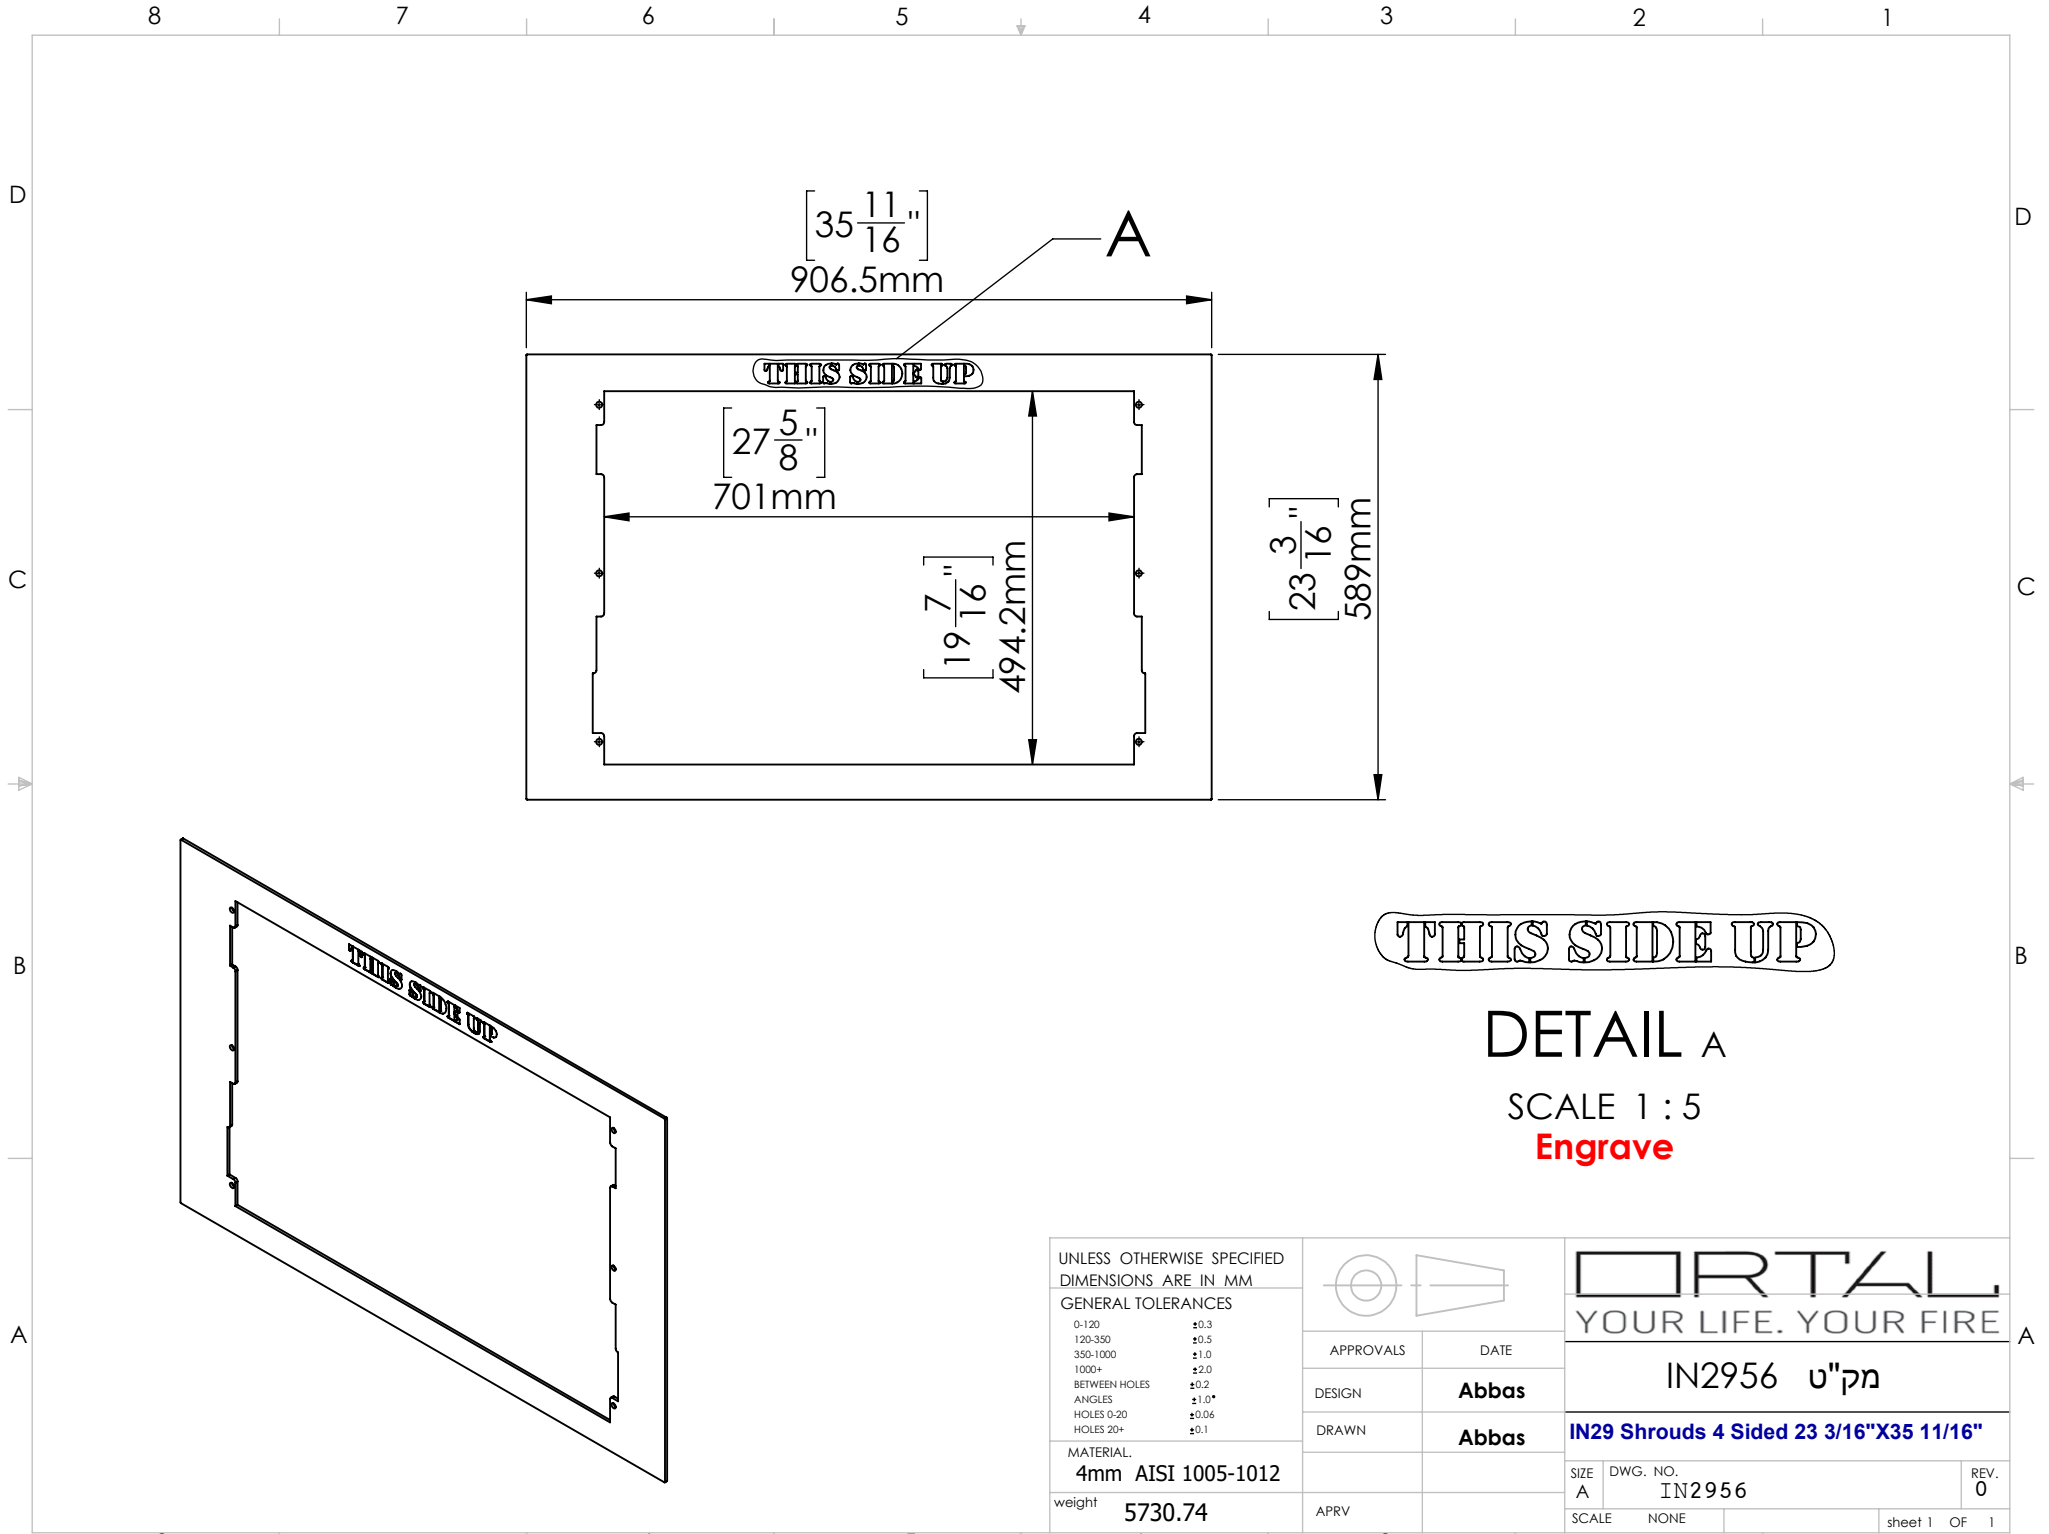 8 7 6 5 4 3 2 1
D
D
[35 11/16"]
906.5mm
A
THIS SIDE UP
[27 5/8"]
701mm
[19 7/16"]
494.2mm
[23 3/16"]
589mm
C
C
THIS SIDE UP
B
B
THIS SIDE UP
DETAIL A
SCALE 1 : 5
Engrave
A
A
UNLESS OTHERWISE SPECIFIED
DIMENSIONS ARE IN MM
GENERAL TOLERANCES
0-120 ±0.3
120-350 ±0.5
350-1000 ±1.0
1000+ ±2.0
BETWEEN HOLES ±0.2
ANGLES ±1.0°
HOLES 0-20 ±0.06
HOLES 20+ ±0.1
MATERIAL.
4mm AISI 1005-1012
weight 5730.74
APPROVALS DATE
DESIGN Abbas
DRAWN Abbas
APRV
ORTAL
YOUR LIFE. YOUR FIRE
IN2956 מק"ט
IN29 Shrouds 4 Sided 23 3/16"X35 11/16"
SIZE
A
DWG. NO.
IN2956
REV.
0
SCALE NONE
sheet 1 OF 1